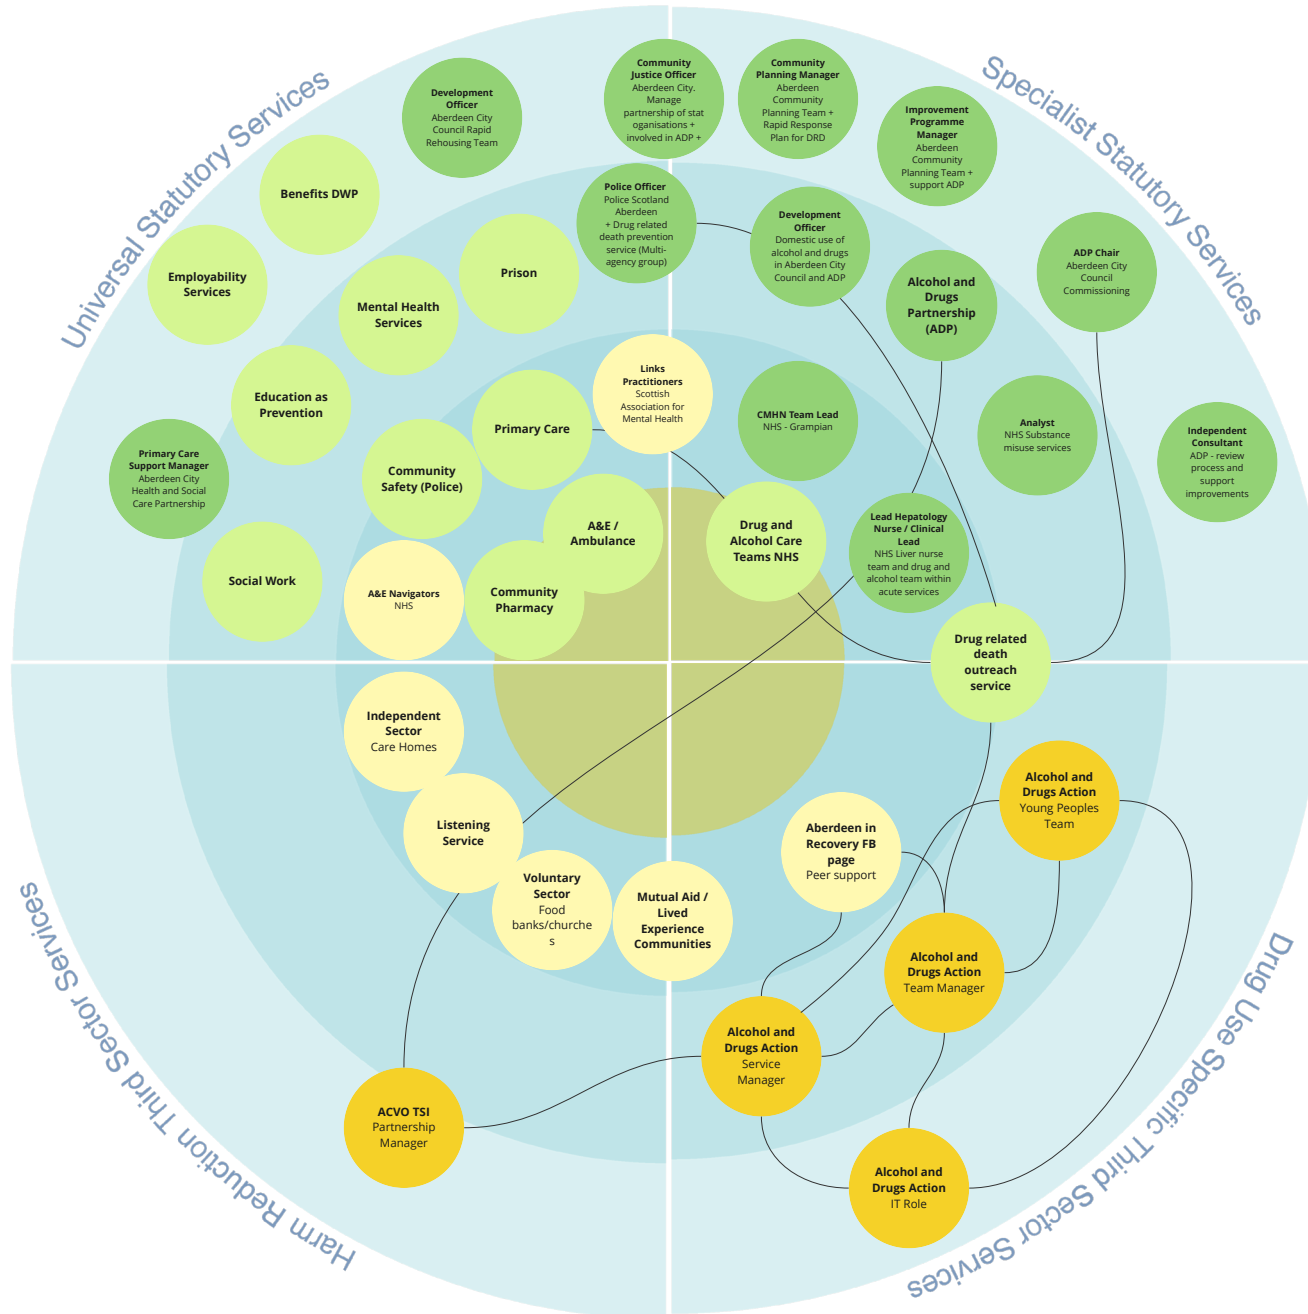 Universal Statutory Services
Specialist Statutory Services
Harm Reduction Third Sector Services
Drug Use Specific Third Sector Services
Development
Officer
Aberdeen City
Council Rapid
Rehousing Team
Community
Justice Officer
Aberdeen City.
Manage
partnership of stat
oganisations +
involved in ADP +
Community
Planning Manager
Aberdeen
Community
Planning Team +
Rapid Response
Plan for DRD
Improvement
Programme
Manager
Aberdeen
Community
Planning Team +
support ADP
Benefits DWP
Police Officer
Police Scotland
Aberdeen
+ Drug related
death prevention
service (Multi-
agency group)
Development
Officer
Domestic use of
alcohol and drugs
in Aberdeen City
Council and ADP
ADP Chair
Aberdeen City
Council
Commissioning
Employability
Services
Prison
Mental Health
Services
Alcohol and
Drugs
Partnership
(ADP)
Education as
Prevention
Links
Practitioners
Scottish
Association for
Mental Health
Primary Care
CMHN Team Lead
NHS - Grampian
Analyst
NHS Substance
misuse services
Independent
Consultant
ADP - review
process and
support
improvements
Primary Care
Support Manager
Aberdeen City
Health and Social
Care Partnership
Community
Safety (Police)
A&E /
Ambulance
Drug and
Alcohol Care
Teams NHS
Lead Hepatology
Nurse / Clinical
Lead
NHS Liver nurse
team and drug and
alcohol team within
acute services
Social Work
A&E Navigators
NHS
Community
Pharmacy
Drug related
death
outreach
service
Independent
Sector
Care Homes
Listening
Service
Voluntary
Sector
Food
banks/churche
s
Mutual Aid /
Lived
Experience
Communities
Aberdeen in
Recovery FB
page
Peer support
Alcohol and
Drugs Action
Young Peoples
Team
Alcohol and
Drugs Action
Team Manager
Alcohol and
Drugs Action
Service
Manager
ACVO TSI
Partnership
Manager
Alcohol and
Drugs Action
IT Role